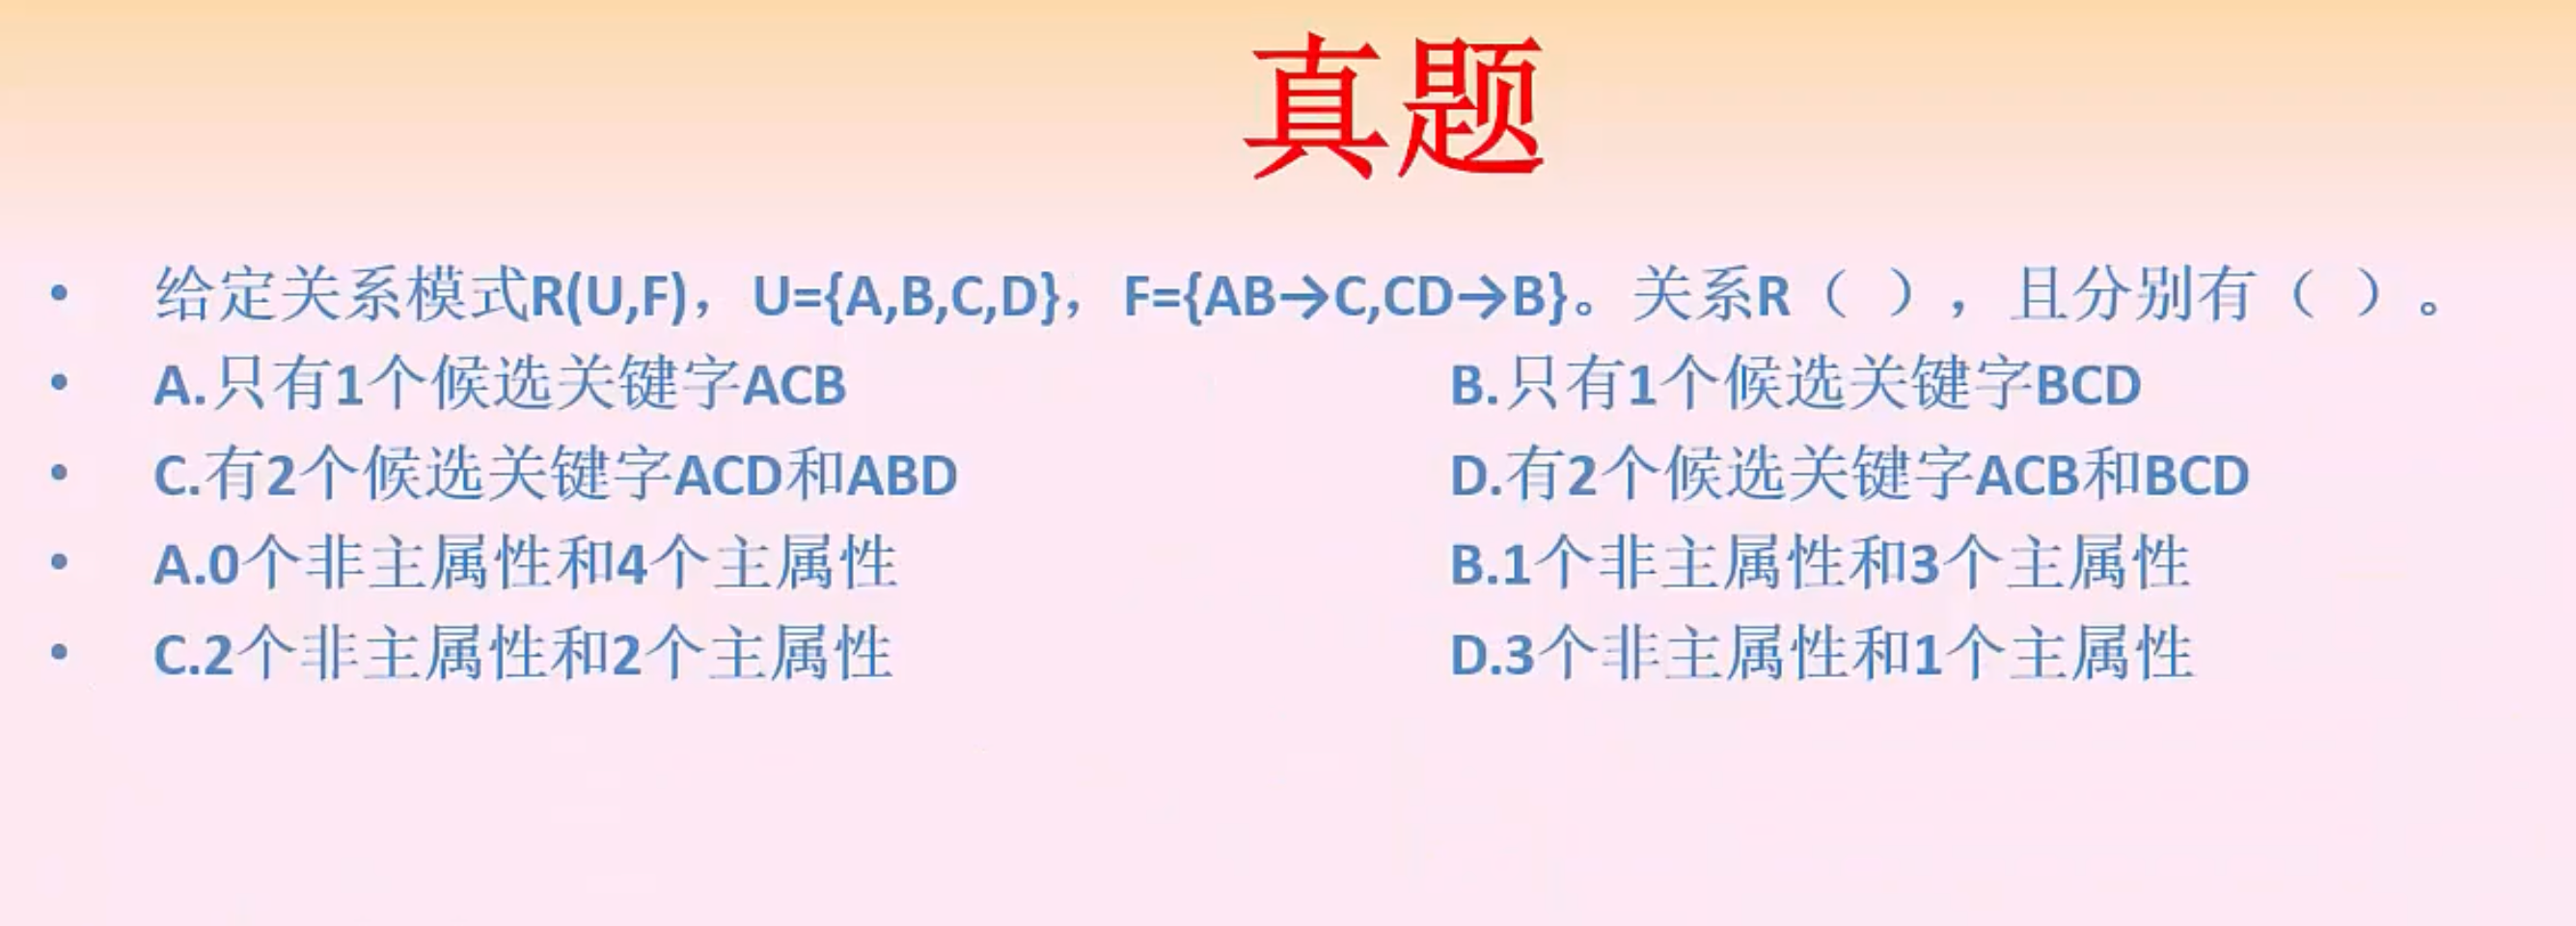 真题
• 给定关系模式R(U,F)，U={A,B,C,D}，F={AB→C,CD→B}。关系R（ ），且分别有（ ）。
• A.只有1个候选关键字ACB B.只有1个候选关键字BCD
• C.有2个候选关键字ACD和ABD D.有2个候选关键字ACB和BCD
• A.0个非主属性和4个主属性 B.1个非主属性和3个主属性
• C.2个非主属性和2个主属性 D.3个非主属性和1个主属性